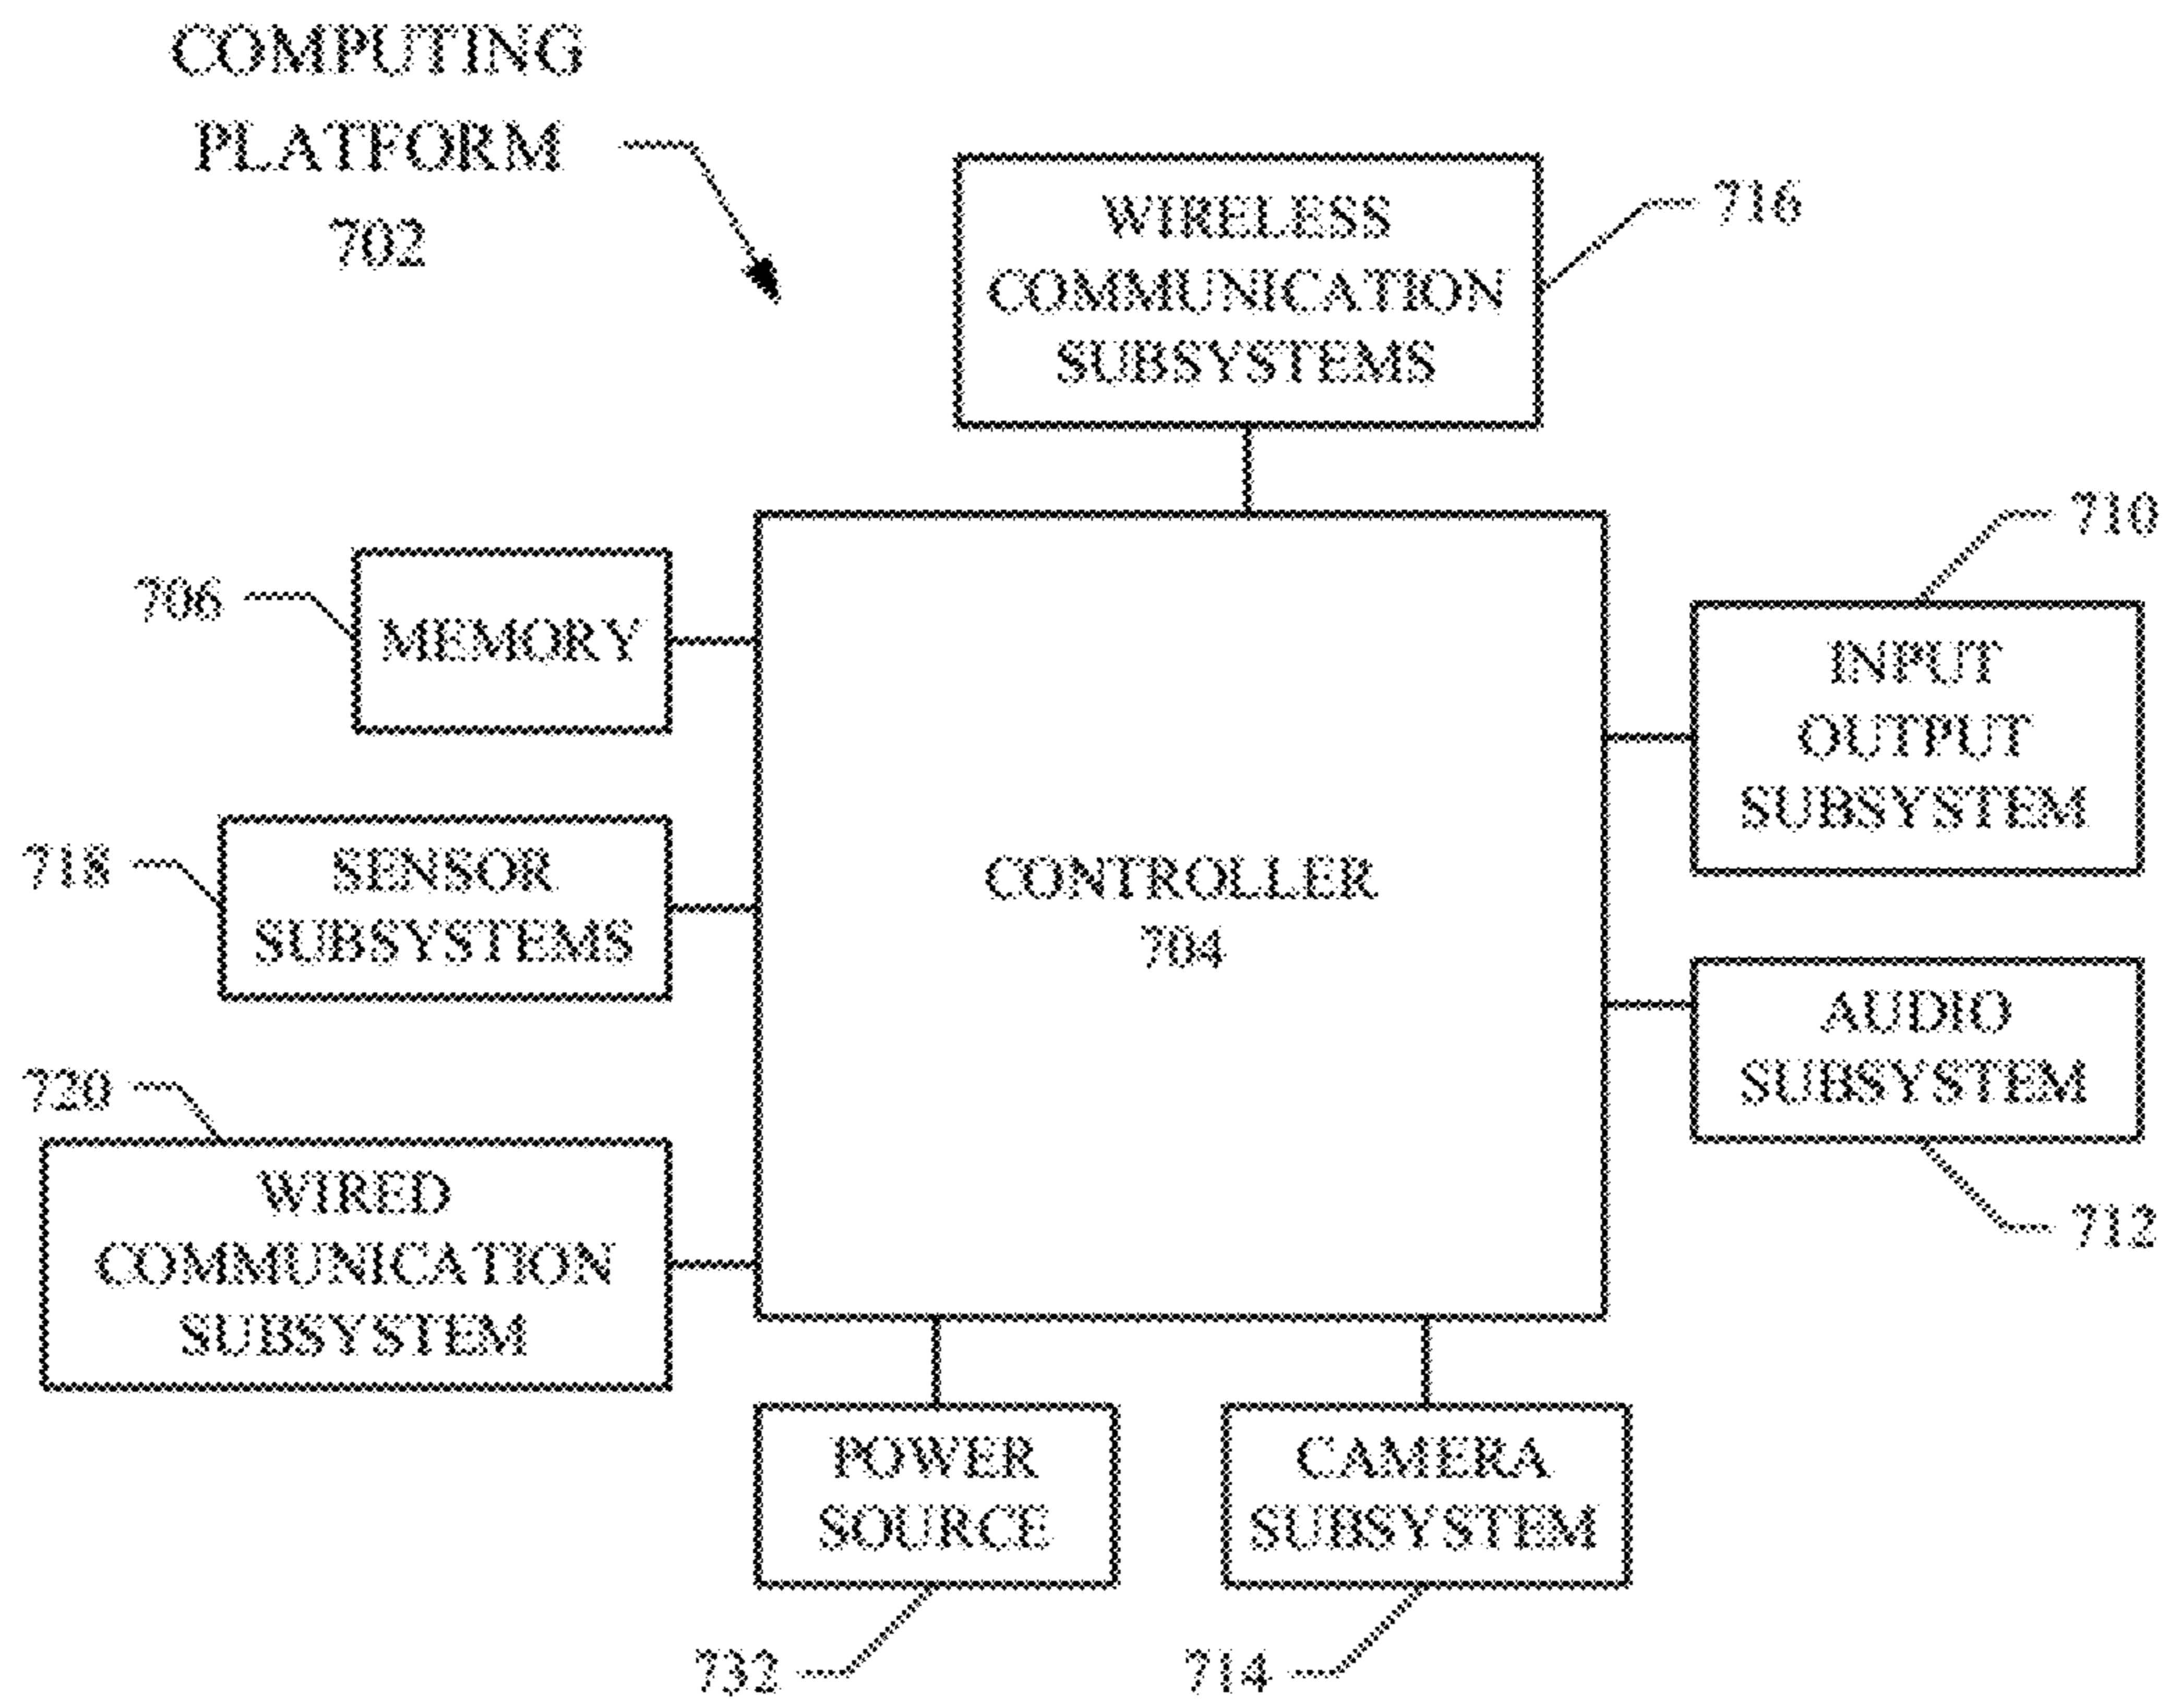 COMPUTING
PLATFORM
702
WIRELESS
COMMUNICATION
SUBSYSTEMS
716
706
MEMORY
710
INPUT
OUTPUT
SUBSYSTEM
718
SENSOR
SUBSYSTEMS
CONTROLLER
704
AUDIO
SUBSYSTEM
712
720
WIRED
COMMUNICATION
SUBSYSTEM
POWER
SOURCE
732
CAMERA
SUBSYSTEM
714